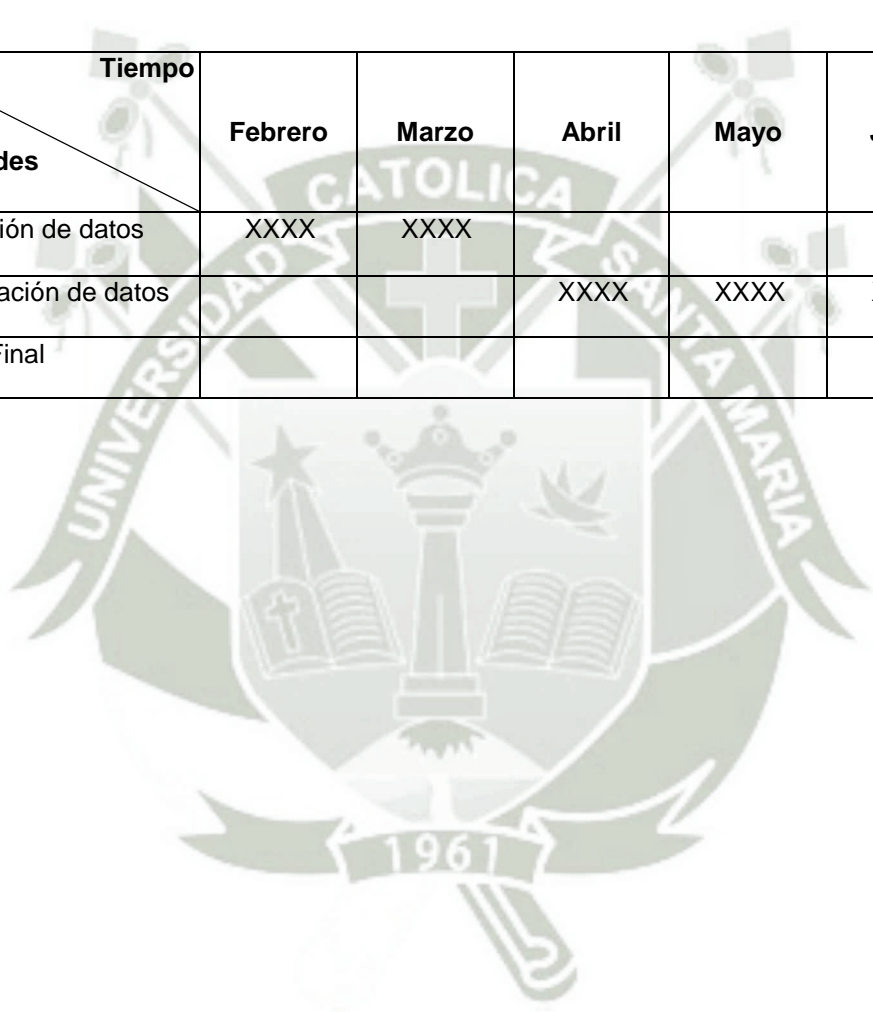 Tiempo
Febrero Marzo Abril Mayo J
des
ión de datos XXXX XXXX
ación de datos XXXX XXXX X
Final
UNIVERSIDAD CATOLICA SANTA MARIA
1961